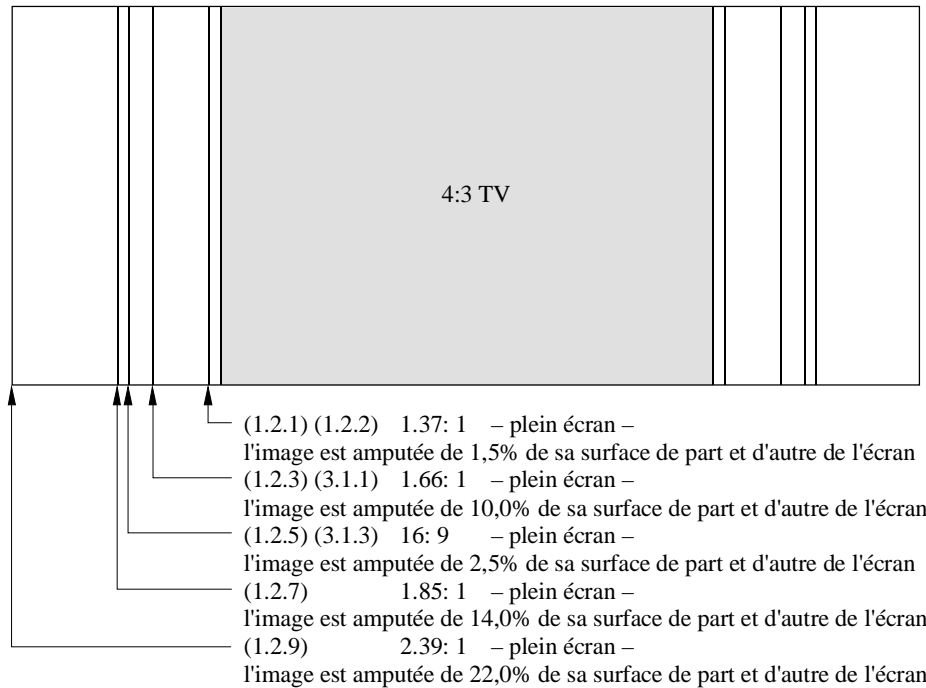 4:3 TV
(1.2.1) (1.2.2) 1.37: 1 – plein écran –
l'image est amputée de 1,5% de sa surface de part et d'autre de l'écran
(1.2.3) (3.1.1) 1.66: 1 – plein écran –
l'image est amputée de 10,0% de sa surface de part et d'autre de l'écran
(1.2.5) (3.1.3) 16: 9 – plein écran –
l'image est amputée de 2,5% de sa surface de part et d'autre de l'écran
(1.2.7) 1.85: 1 – plein écran –
l'image est amputée de 14,0% de sa surface de part et d'autre de l'écran
(1.2.9) 2.39: 1 – plein écran –
l'image est amputée de 22,0% de sa surface de part et d'autre de l'écran